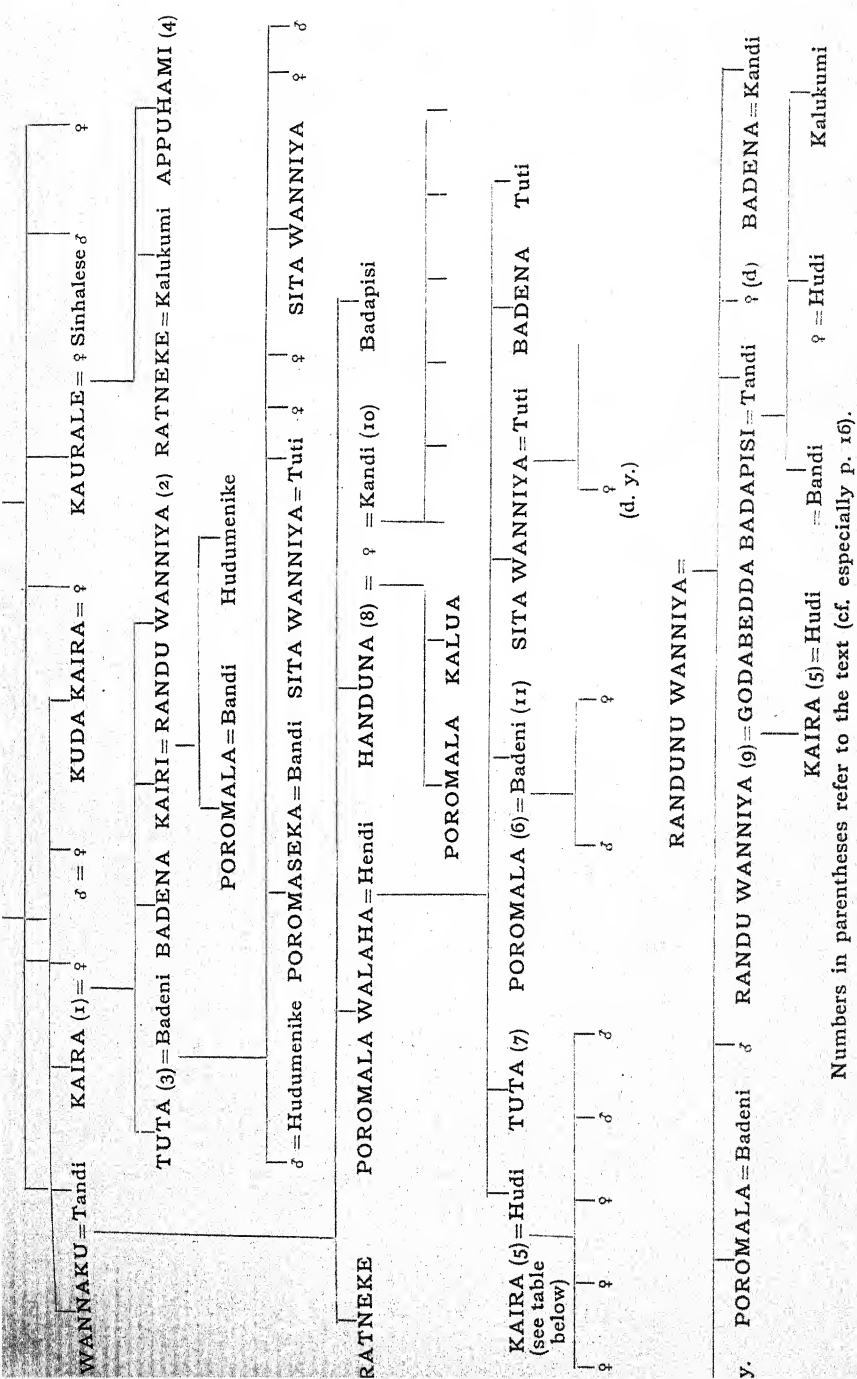 WANNAKU = Tandi KAIRA (1) = ♀ ♂ = ♀ KUDA KAIRA = ♀ KAURALE = ♀ Sinhalese ♂ ♀
TUTA (3) = Badeni BADENA KAIRI = RANDU WANNIYA (2) RATNEKE = Kalukumi APPUHAMI (4)
POROMALA = Bandi Hudumenike
♂ = Hudumenike POROMASEKA = Bandi SITA WANNIYA = Tuti ♀ ♀ SITA WANNIYA ♀ ♂
RATNEKE POROMALA WALAHA = Hendi HANDUNA (8) = ♀ = Kandi (10) Badapisi
POROMALA KALUA
KAIRA (5) = Hudi TUTA (7) POROMALA (6) = Badeni (11) SITA WANNIYA = Tuti BADENA Tuti
(see table
below)
♀ ♀ ♀ ♂ ♂ ♂ ♀ ♀
(d. y.)
RANDUNU WANNIYA =
y. POROMALA = Badeni ♂ RANDU WANNIYA (9) = GODABEDDA BADAPISI = Tandi ♀ (d) BADENA = Kandi
KAIRA (5) = Hudi = Bandi ♀ = Hudi Kalukumi
Numbers in parentheses refer to the text (cf. especially p. 16).